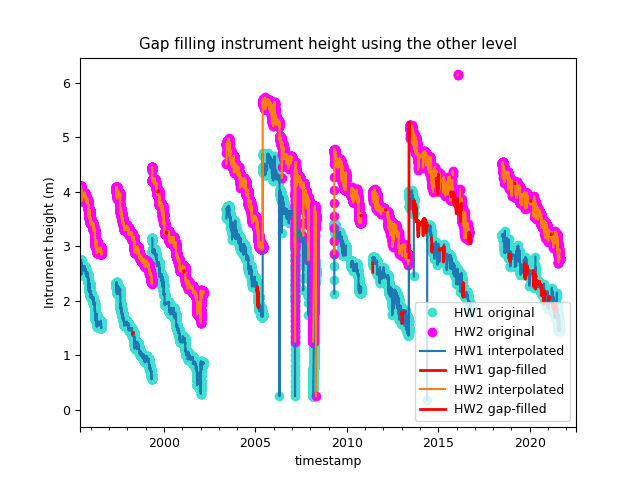 Gap filling instrument height using the other level
Intrument height (m)
6
5
4
3
2
1
0
HW1 original
HW2 original
HW1 interpolated
HW1 gap-filled
HW2 interpolated
HW2 gap-filled
2000 2005 2010 2015 2020
timestamp